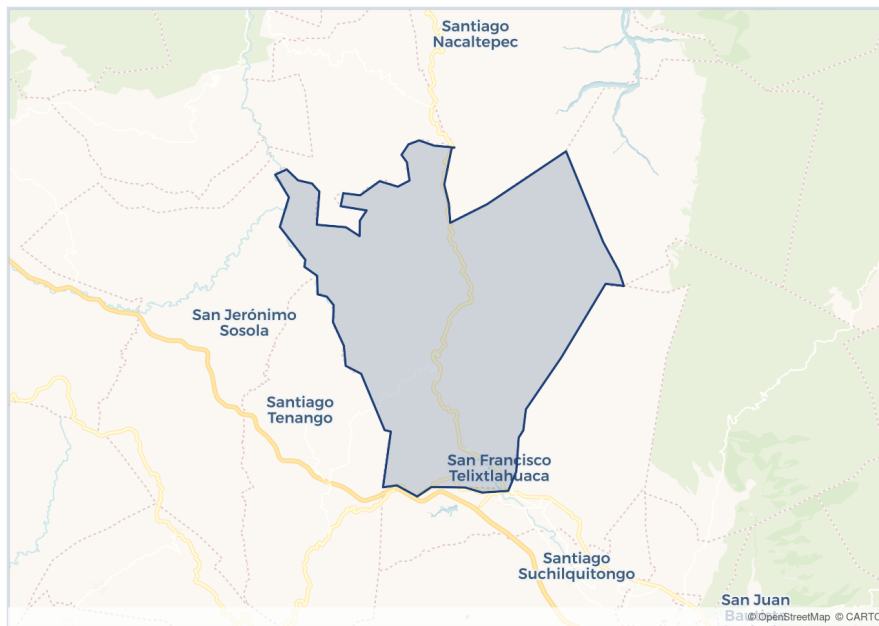 Santiago
Nacaltepec
San Jerónimo
Sosola
Santiago
Tenango
San Francisco
Telixtlahuaca
Santiago
Suchilquitongo
San Juan
© OpenStreetMap © CARTO